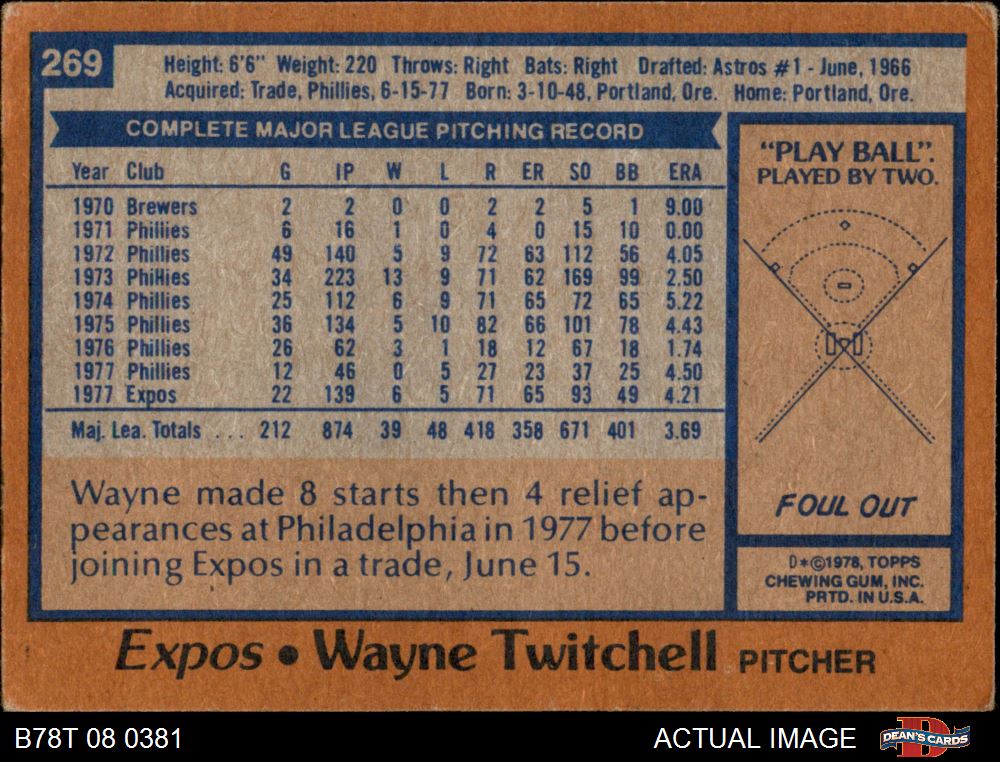 269
Height: 6'6" Weight: 220 Throws: Right Bats: Right Drafted: Astros #1 - June, 1966
Acquired: Trade, Phillies, 6-15-77 Born: 3-10-48, Portland, Ore. Home: Portland, Ore.
COMPLETE MAJOR LEAGUE PITCHING RECORD
Year Club G IP W L R ER SO BB ERA
1970 Brewers 2 2 0 0 2 2 5 1 9.00
1971 Phillies 6 16 1 0 4 0 15 10 0.00
1972 Phillies 49 140 5 9 72 63 112 56 4.05
1973 Phillies 34 223 13 9 71 62 169 99 2.50
1974 Phillies 25 112 6 9 71 65 72 65 5.22
1975 Phillies 36 134 5 10 82 66 101 78 4.43
1976 Phillies 26 62 3 1 18 12 67 18 1.74
1977 Phillies 12 46 0 5 27 23 37 25 4.50
1977 Expos 22 139 6 5 71 65 93 49 4.21
Maj. Lea. Totals ... 212 874 39 48 418 358 671 401 3.69
Wayne made 8 starts then 4 relief ap-
pearances at Philadelphia in 1977 before
joining Expos in a trade, June 15.
"PLAY BALL".
PLAYED BY TWO.
FOUL OUT
D*©1978, TOPPS
CHEWING GUM, INC.
PRTD. IN U.S.A.
Expos • Wayne Twitchell PITCHER
B78T 08 0381
ACTUAL IMAGE
DEAN'S CARDS